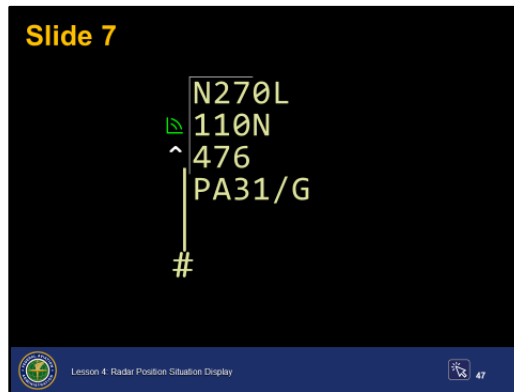 Slide 7
N270L
110N
^ 476
PA31/G
#
Lesson 4: Radar Position Situation Display
47